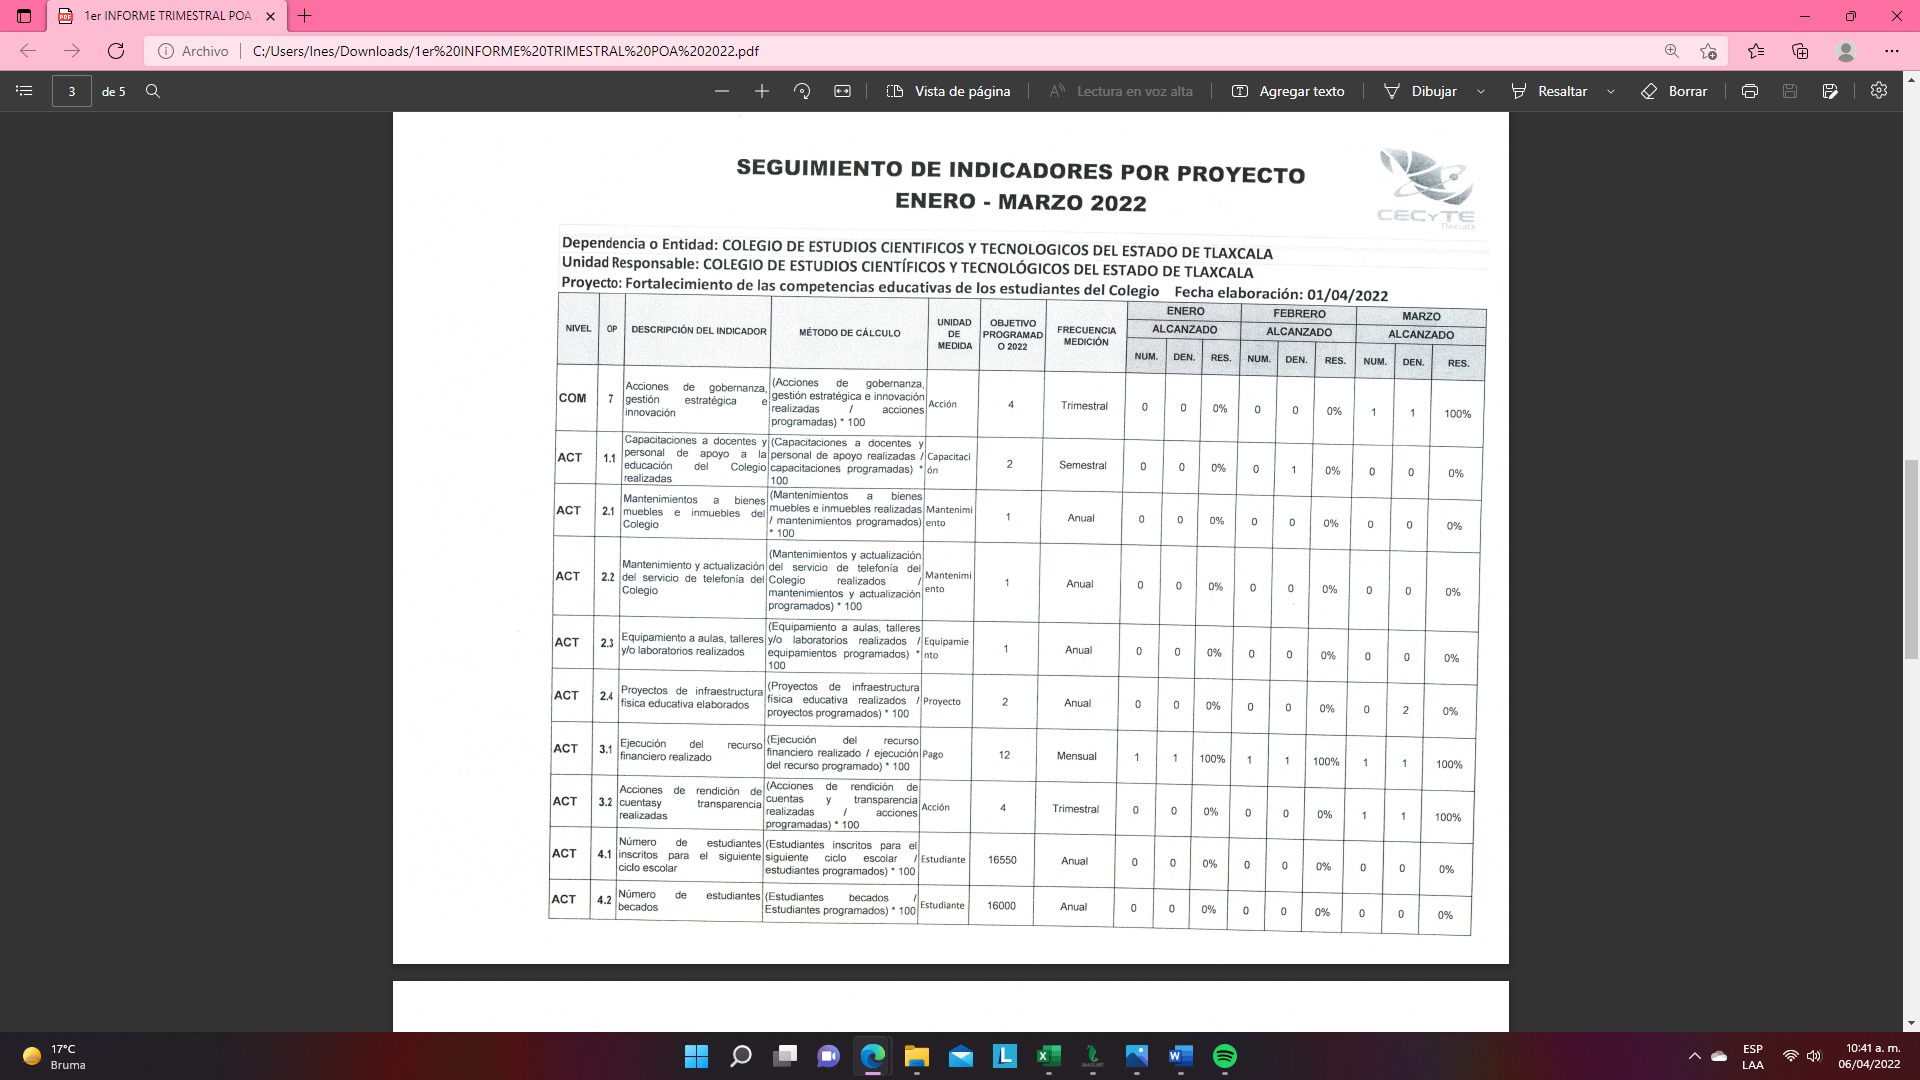 1er INFORME TRIMESTRAL POA
Archivo
C:/Users/Ines/Downloads/1er%20INFORME%20TRIMESTRAL%20POA%202022.pdf
3 de 5
Vista de página
Lectura en voz alta
Agregar texto
Dibujar
Resaltar
Borrar
SEGUIMIENTO DE INDICADORES POR PROYECTO
ENERO - MARZO 2022
CECyTE
Tlaxcala
Dependencia o Entidad: COLEGIO DE ESTUDIOS CIENTIFICOS Y TECNOLOGICOS DEL ESTADO DE TLAXCALA
Unidad Responsable: COLEGIO DE ESTUDIOS CIENTÍFICOS Y TECNOLÓGICOS DEL ESTADO DE TLAXCALA
Proyecto: Fortalecimiento de las competencias educativas de los estudiantes del Colegio Fecha elaboración: 01/04/2022
NIVEL
OP
DESCRIPCIÓN DEL INDICADOR
MÉTODO DE CÁLCULO
UNIDAD
DE
MEDIDA
OBJETIVO
PROGRAMAD
O 2022
FRECUENCIA
MEDICIÓN
ENERO
ALCANZADO
NUM. DEN. RES.
FEBRERO
ALCANZADO
NUM. DEN. RES.
MARZO
ALCANZADO
NUM. DEN. RES.
COM
7
Acciones de gobernanza,
gestión estratégica e
innovación
(Acciones de gobernanza,
gestión estratégica e innovación
realizadas / acciones
programadas) * 100
Acción
4
Trimestral
0 0 0% 0 0 0% 1 1 100%
ACT
1.1
Capacitaciones a docentes y
personal de apoyo a la
educación del Colegio
realizadas
(Capacitaciones a docentes y
personal de apoyo realizadas /
capacitaciones programadas) *
100
Capacitaci
ón
2
Semestral
0 0 0% 0 1 0% 0 0 0%
ACT
2.1
Mantenimientos a bienes
muebles e inmuebles del
Colegio
(Mantenimientos a bienes
muebles e inmuebles realizadas
/ mantenimientos programados)
* 100
Mantenimi
ento
1
Anual
0 0 0% 0 0 0% 0 0 0%
ACT
2.2
Mantenimiento y actualización
del servicio de telefonía del
Colegio
(Mantenimientos y actualización
del servicio de telefonía del
Colegio realizados /
mantenimientos y actualización
programados) * 100
Mantenimi
ento
1
Anual
0 0 0% 0 0 0% 0 0 0%
ACT
2.3
Equipamiento a aulas, talleres
y/o laboratorios realizados
(Equipamiento a aulas, talleres
y/o laboratorios realizados /
equipamientos programados) *
100
Equipamie
nto
1
Anual
0 0 0% 0 0 0% 0 0 0%
ACT
2.4
Proyectos de infraestructura
física educativa elaborados
(Proyectos de infraestructura
física educativa realizados /
proyectos programados) * 100
Proyecto
2
Anual
0 0 0% 0 0 0% 0 2 0%
ACT
3.1
Ejecución del recurso
financiero realizado
(Ejecución del recurso
financiero realizado / ejecución
del recurso programado) * 100
Pago
12
Mensual
1 1 100% 1 1 100% 1 1 100%
ACT
3.2
Acciones de rendición de
cuentasy transparencia
realizadas
(Acciones de rendición de
cuentas y transparencia
realizadas / acciones
programadas) * 100
Acción
4
Trimestral
0 0 0% 0 0 0% 1 1 100%
ACT
4.1
Número de estudiantes
inscritos para el siguiente
ciclo escolar
(Estudiantes inscritos para el
siguiente ciclo escolar /
estudiantes programados) * 100
Estudiante
16550
Anual
0 0 0% 0 0 0% 0 0 0%
ACT
4.2
Número de estudiantes
becados
(Estudiantes becados /
Estudiantes programados) * 100
Estudiante
16000
Anual
0 0 0% 0 0 0% 0 0 0%
17°C
Bruma
ESP
LAA
10:41 a. m.
06/04/2022